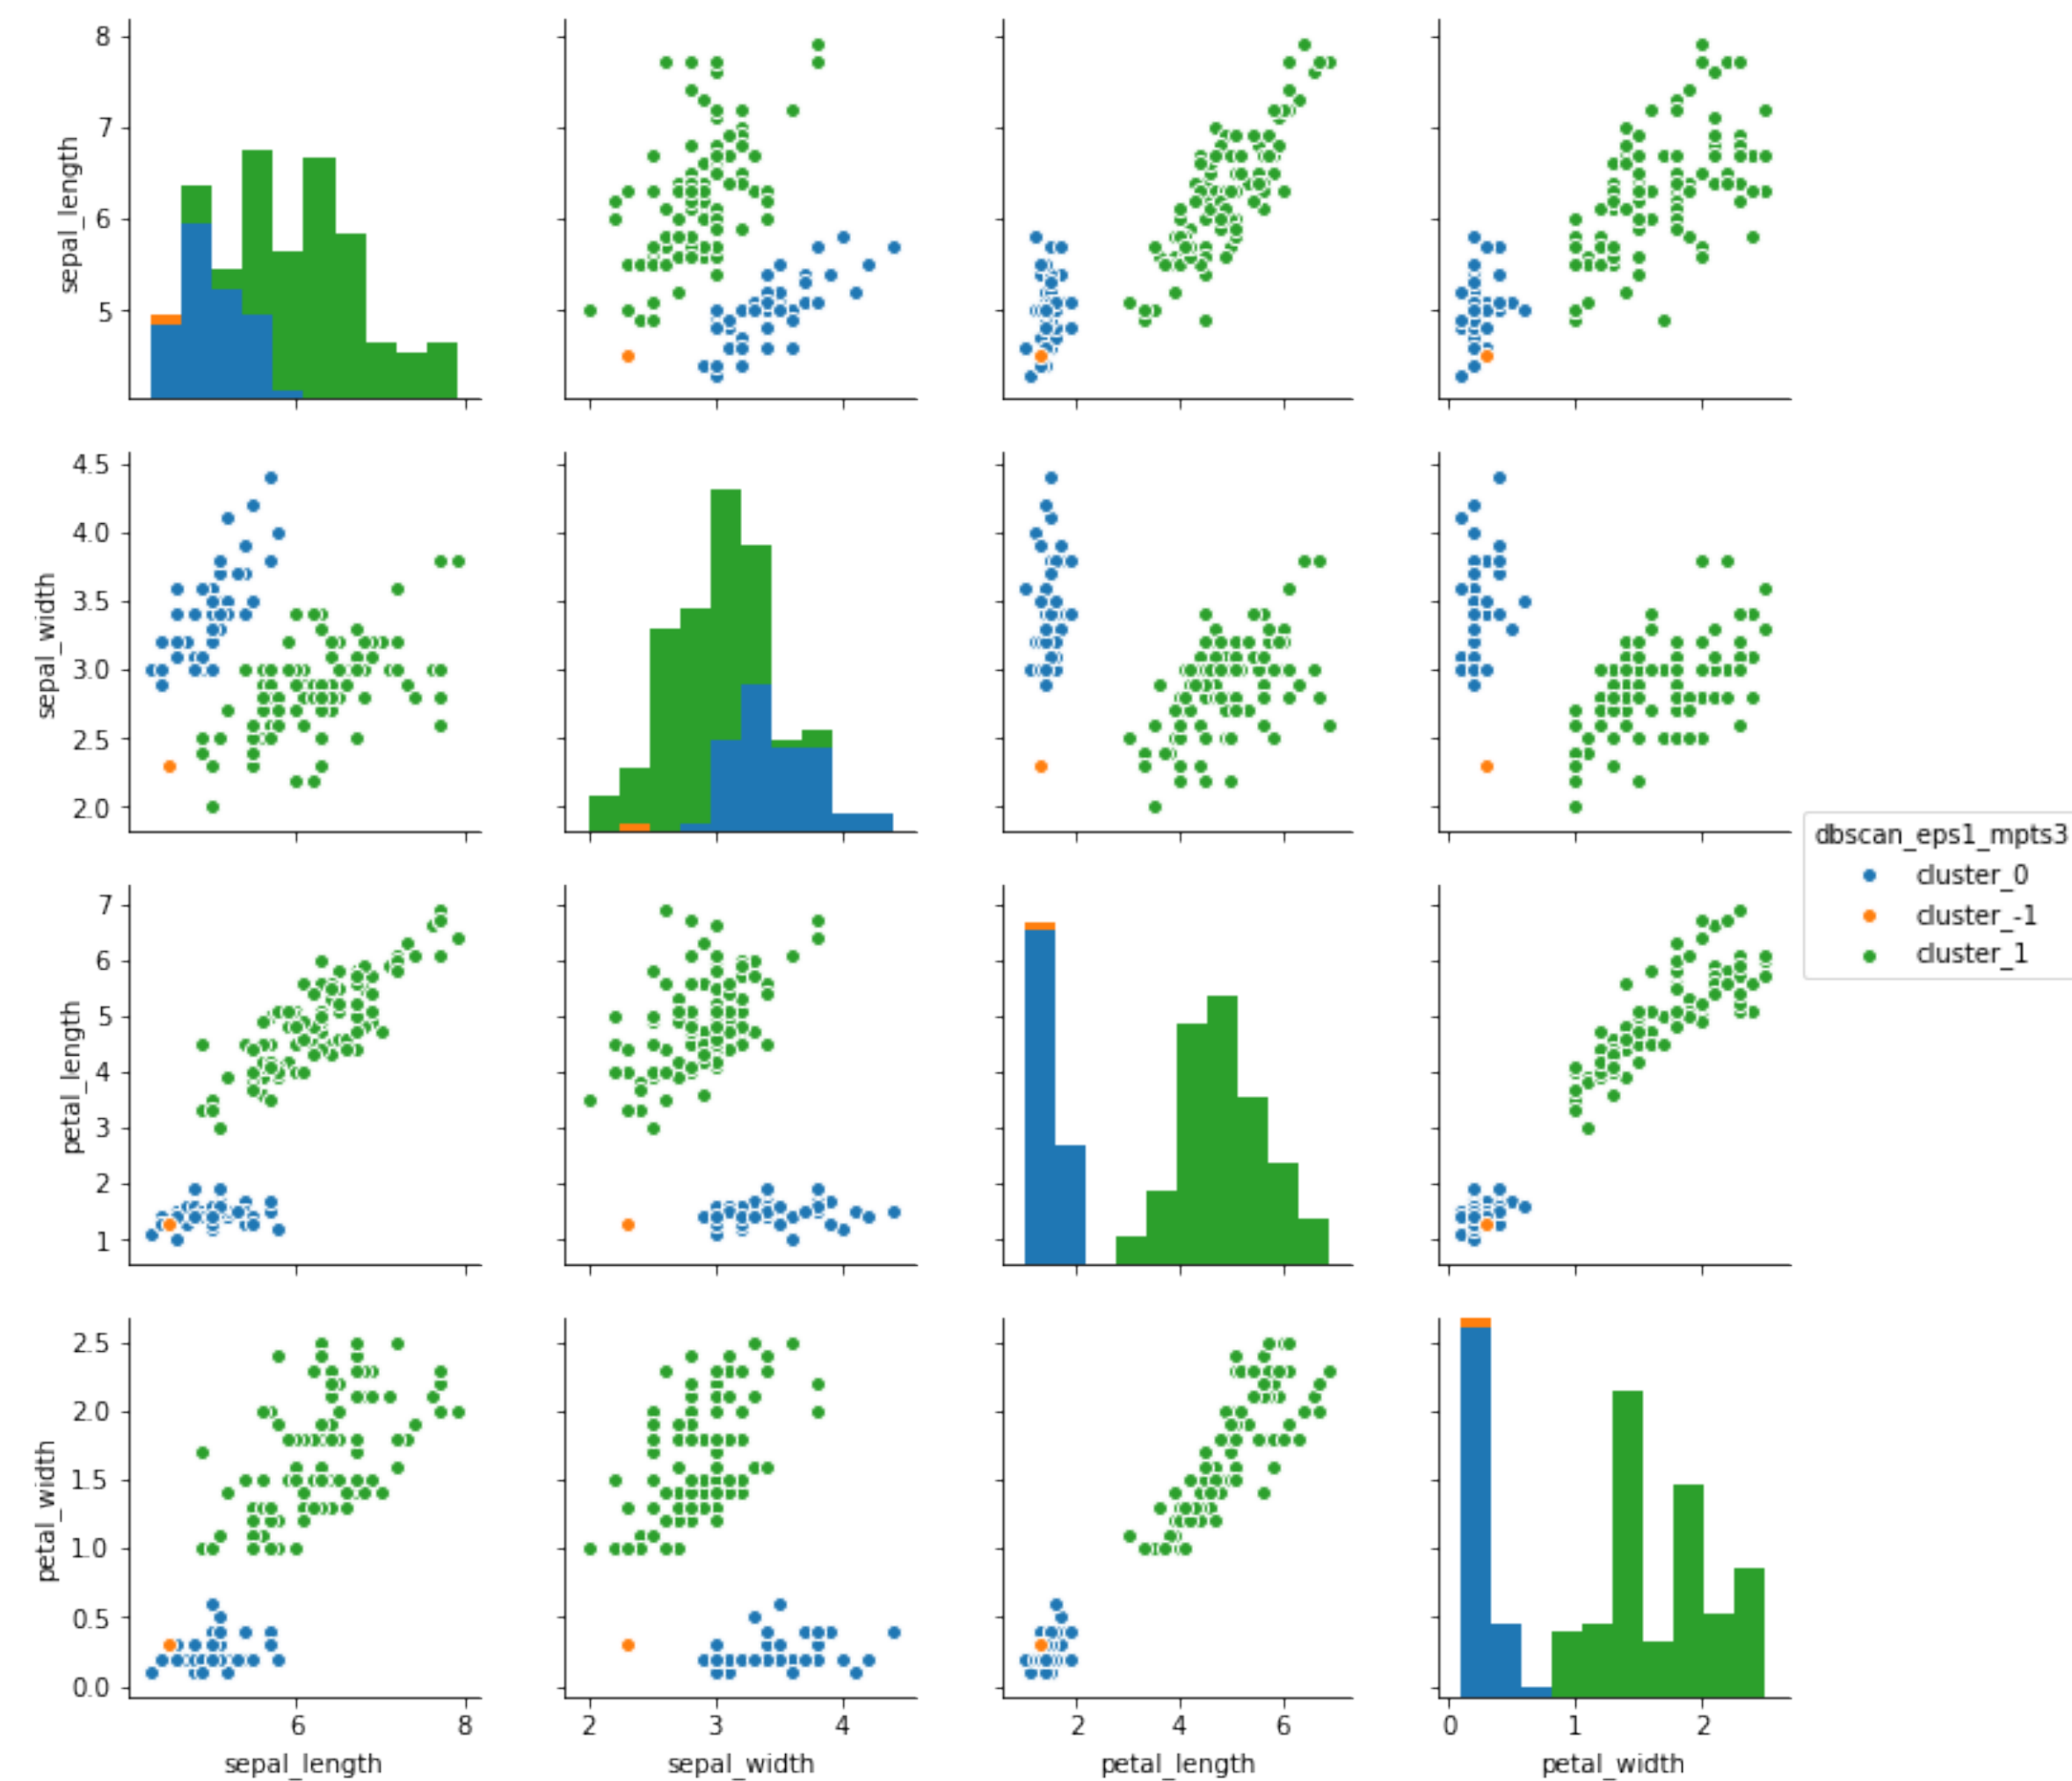 8
7
6
5
sepal_length
4.5
4.0
3.5
3.0
2.5
2.0
sepal_width
7
6
5
4
3
2
1
petal_length
2.5
2.0
1.5
1.0
0.5
0.0
petal_width
6 8
sepal_length
2 3 4
sepal_width
2 4 6
petal_length
0 1 2
petal_width
dbscan_eps1_mpts3
cluster_0
cluster_-1
cluster_1